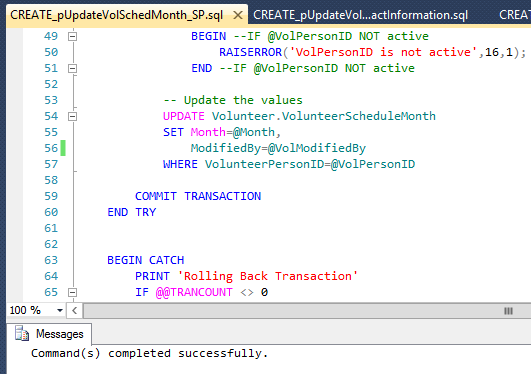 CREATE_pUpdateVolSchedMonth_SP.sql × CREATE_pUpdateVol...actInformation.sql CREA
49 BEGIN --IF @VolPersonID NOT active
50 RAISERROR('VolPersonID is not active',16,1);
51 END --IF @VolPersonID NOT active
52
53 -- Update the values
54 UPDATE Volunteer.VolunteerScheduleMonth
55 SET Month=@Month,
56 ModifiedBy=@VolModifiedBy
57 WHERE VolunteerPersonID=@VolPersonID
58
59 COMMIT TRANSACTION
60 END TRY
61
62
63 BEGIN CATCH
64 PRINT 'Rolling Back Transaction'
65 IF @@TRANCOUNT <> 0
100 %
Messages
Command(s) completed successfully.